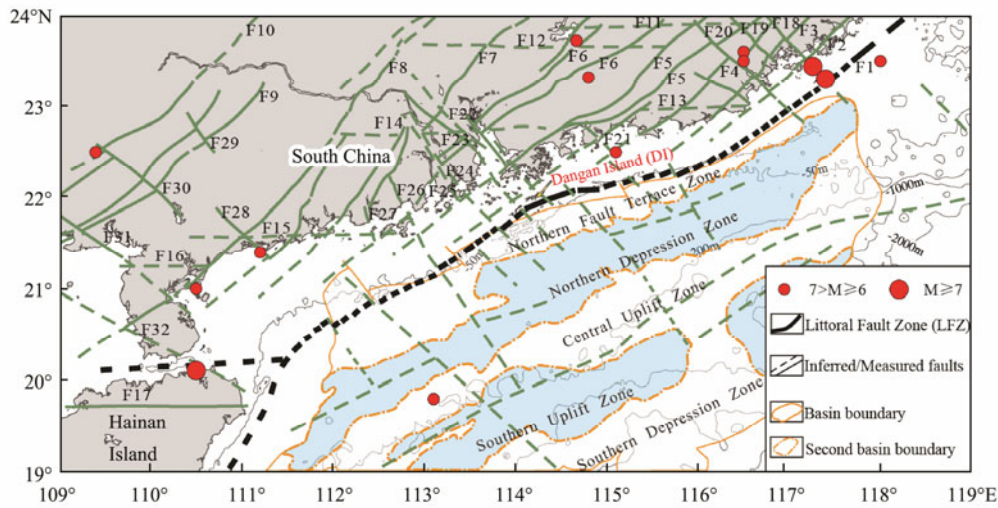 24°N
F10
F11
F18
F12
F20
F19
F3
F7
F2
F6
F6
F5
F8
F4
F1
F5
F9
23°
F13
F22
F14
F29
F23
F21
South China
F24
Dangan Island (DI)
F30
F26
F25
-50m
-1000m
22°
F28
F27
Northern Fault Terrace Zone
F15
F31
-50m
-200m
-2000m
F16
Northern Depression Zone
21°
7>M≥6
M≥7
Central Uplift Zone
Littoral Fault Zone (LFZ)
F32
Inferred/Measured faults
20°
F17
Southern Uplift Zone
Southern Depression Zone
Basin boundary
Hainan
Island
Second basin boundary
19°
109°
110°
111°
112°
113°
114°
115°
116°
117°
118°
119°E